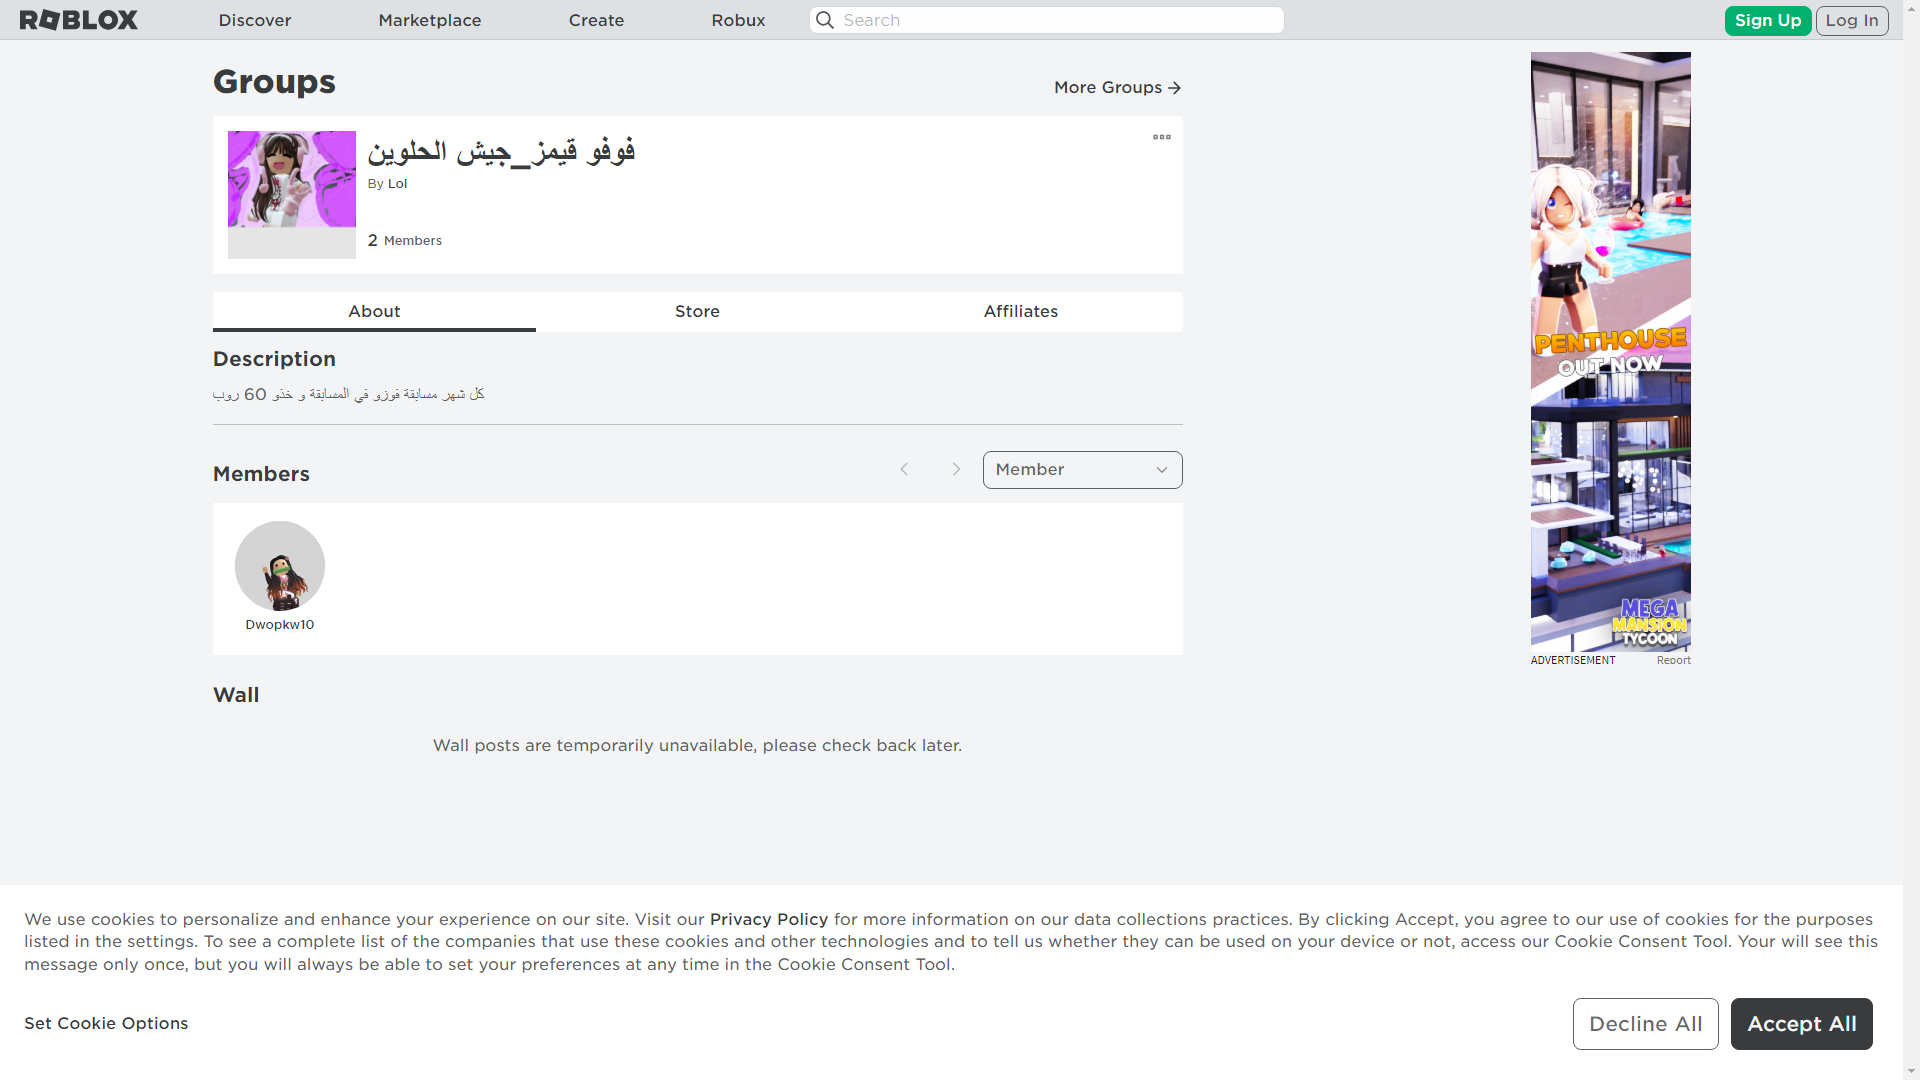 ROBLOX
Discover
Marketplace
Create
Robux
Search
Sign Up
Log In
Groups
More Groups
فوفو قيمز_جيش الحلوين
By Lol
2 Members
About
Store
Affiliates
Description
كل شهر مسابقة فوزو في المسابقة و خذو 60 روب
Members
Member
Dwopkw10
Wall
Wall posts are temporarily unavailable, please check back later.
PENTHOUSE
OUT NOW
MEGA
MANSION
TYCOON
ADVERTISEMENT
Report
We use cookies to personalize and enhance your experience on our site. Visit our Privacy Policy for more information on our data collections practices. By clicking Accept, you agree to our use of cookies for the purposes
listed in the settings. To see a complete list of the companies that use these cookies and other technologies and to tell us whether they can be used on your device or not, access our Cookie Consent Tool. Your will see this
message only once, but you will always be able to set your preferences at any time in the Cookie Consent Tool.
Set Cookie Options
Decline All
Accept All